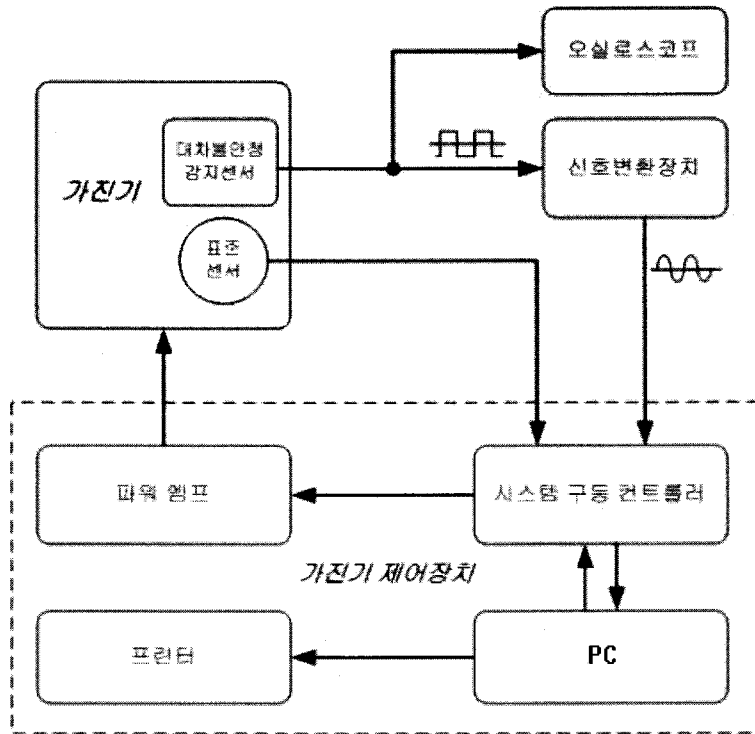 오실로스코프
대차불안정
감지센서
신호변환장치
가진기
표준
센서
파워 엠프
시스템 구동 컨트롤러
가진기 제어장치
프린터
PC